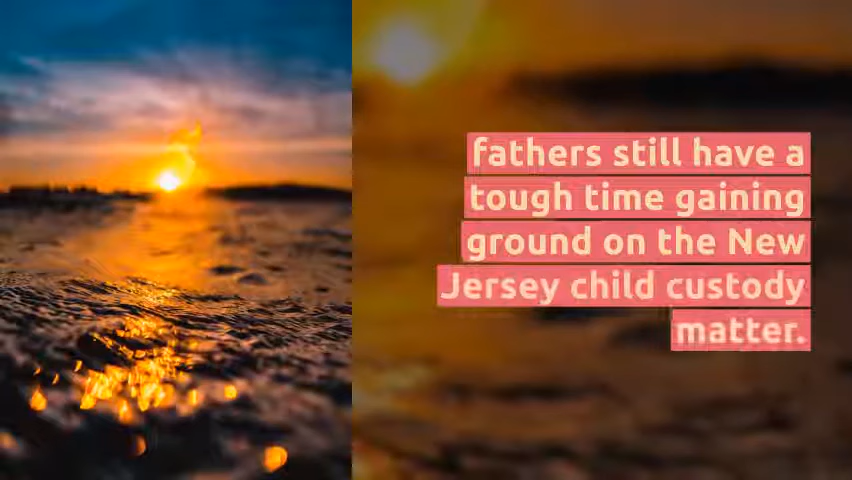 fathers still have a
tough time gaining
ground on the New
Jersey child custody
matter.